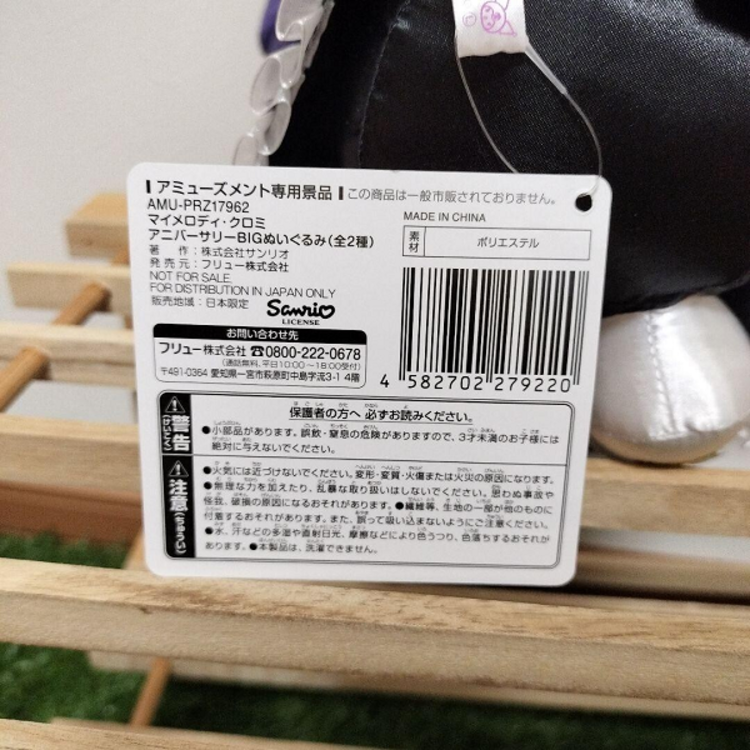 アミューズメント専用景品 この商品は一般市販されておりません。
AMU-PRZ17962
マイメロディ・クロミ
アニバーサリーBIGぬいぐるみ(全2種)
著 作:株式会社サンリオ
発 売 元:フリュー株式会社
NOT FOR SALE.
FOR DISTRIBUTION IN JAPAN ONLY
販売地域:日本限定
Sanrio
LICENSE
お問い合わせ先
フリュー株式会社 ☎0800-222-0678
(通話無料、平日10:00~18:00受付)
〒491-0364 愛知県一宮市萩原町中島字流3-1 4階
MADE IN CHINA
素材 ポリエステル
4 582702 279220
警告(けいこく)
保護者の方へ 必ずお読みください。
●小部品があります。誤飲・窒息の危険がありますので、3才未満のお子様には
絶対に与えないでください。
注意(ちゅうい)
●火気には近づけないでください。変形・変質・火傷または火災の原因になります。
●無理な力を加えたり、乱暴な取り扱いはしないでください。思わぬ事故や
怪我、破損の原因になるおそれがあります。●繊維等、生地の一部が他のものに
付着するおそれがあります。また、誤って吸い込まないようにご注意ください。
●水、汗などの多湿や直射日光、摩擦などにより色うつり、色落ちするおそれが
あります。●本製品は、洗濯できません。